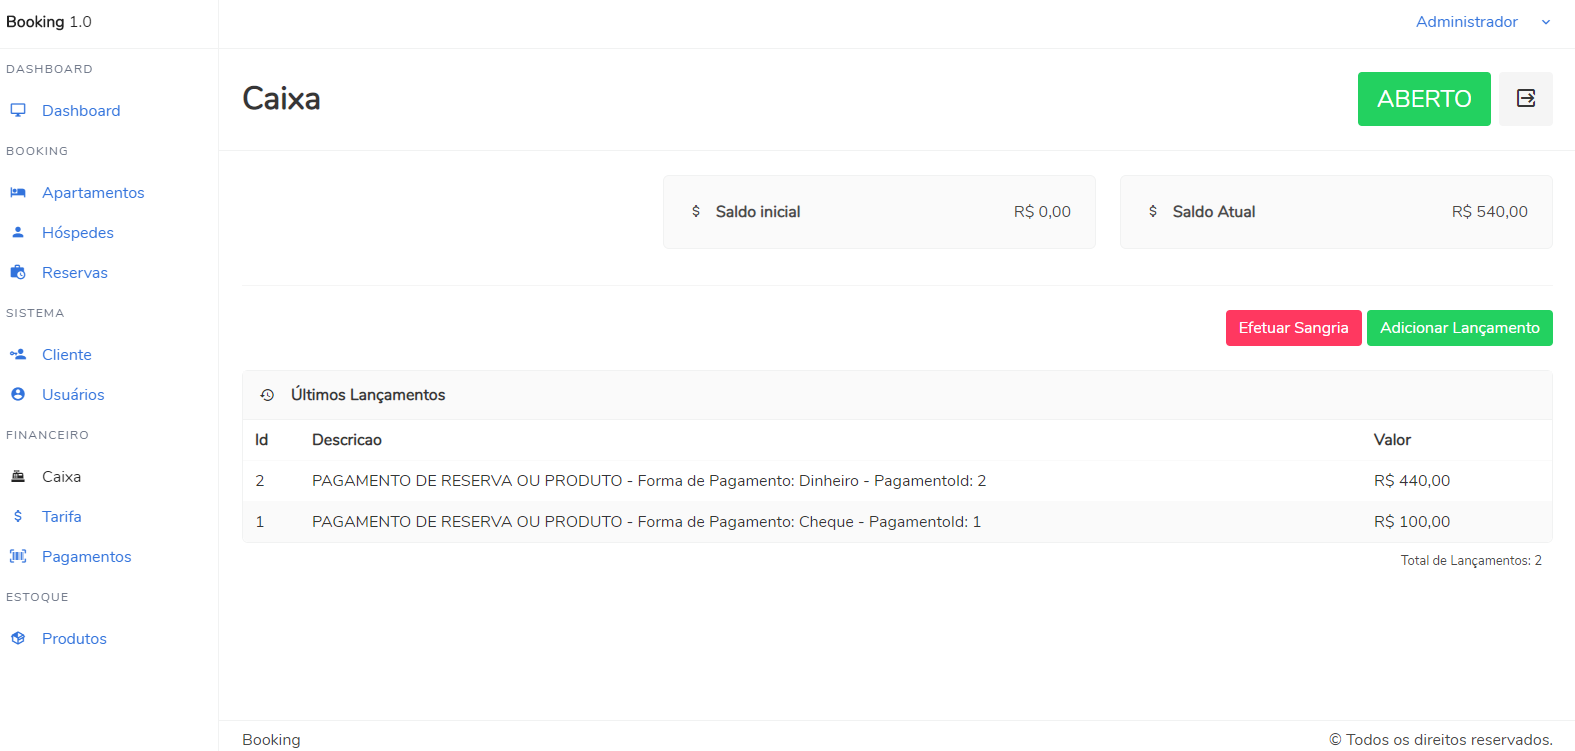 Booking 1.0
Administrador
DASHBOARD
Dashboard
BOOKING
Apartamentos
Hóspedes
Reservas
SISTEMA
Cliente
Usuários
FINANCEIRO
Caixa
Tarifa
Pagamentos
ESTOQUE
Produtos
Caixa
ABERTO
$ Saldo inicial R$ 0,00
$ Saldo Atual R$ 540,00
Efetuar Sangria
Adicionar Lançamento
Últimos Lançamentos
Id Descricao Valor
2 PAGAMENTO DE RESERVA OU PRODUTO - Forma de Pagamento: Dinheiro - PagamentoId: 2 R$ 440,00
1 PAGAMENTO DE RESERVA OU PRODUTO - Forma de Pagamento: Cheque - PagamentoId: 1 R$ 100,00
Total de Lançamentos: 2
Booking
© Todos os direitos reservados.